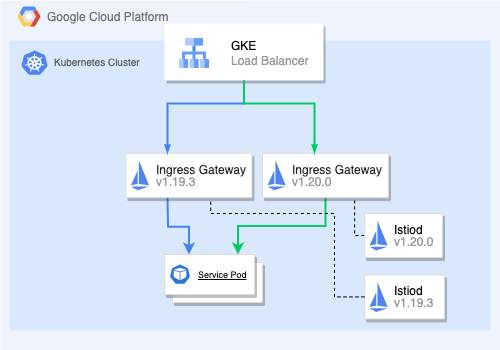 Google Cloud Platform
Kubernetes Cluster
GKE
Load Balancer
Ingress Gateway
v1.19.3
Ingress Gateway
v1.20.0
Istiod
v1.20.0
Service Pod
Istiod
v1.19.3